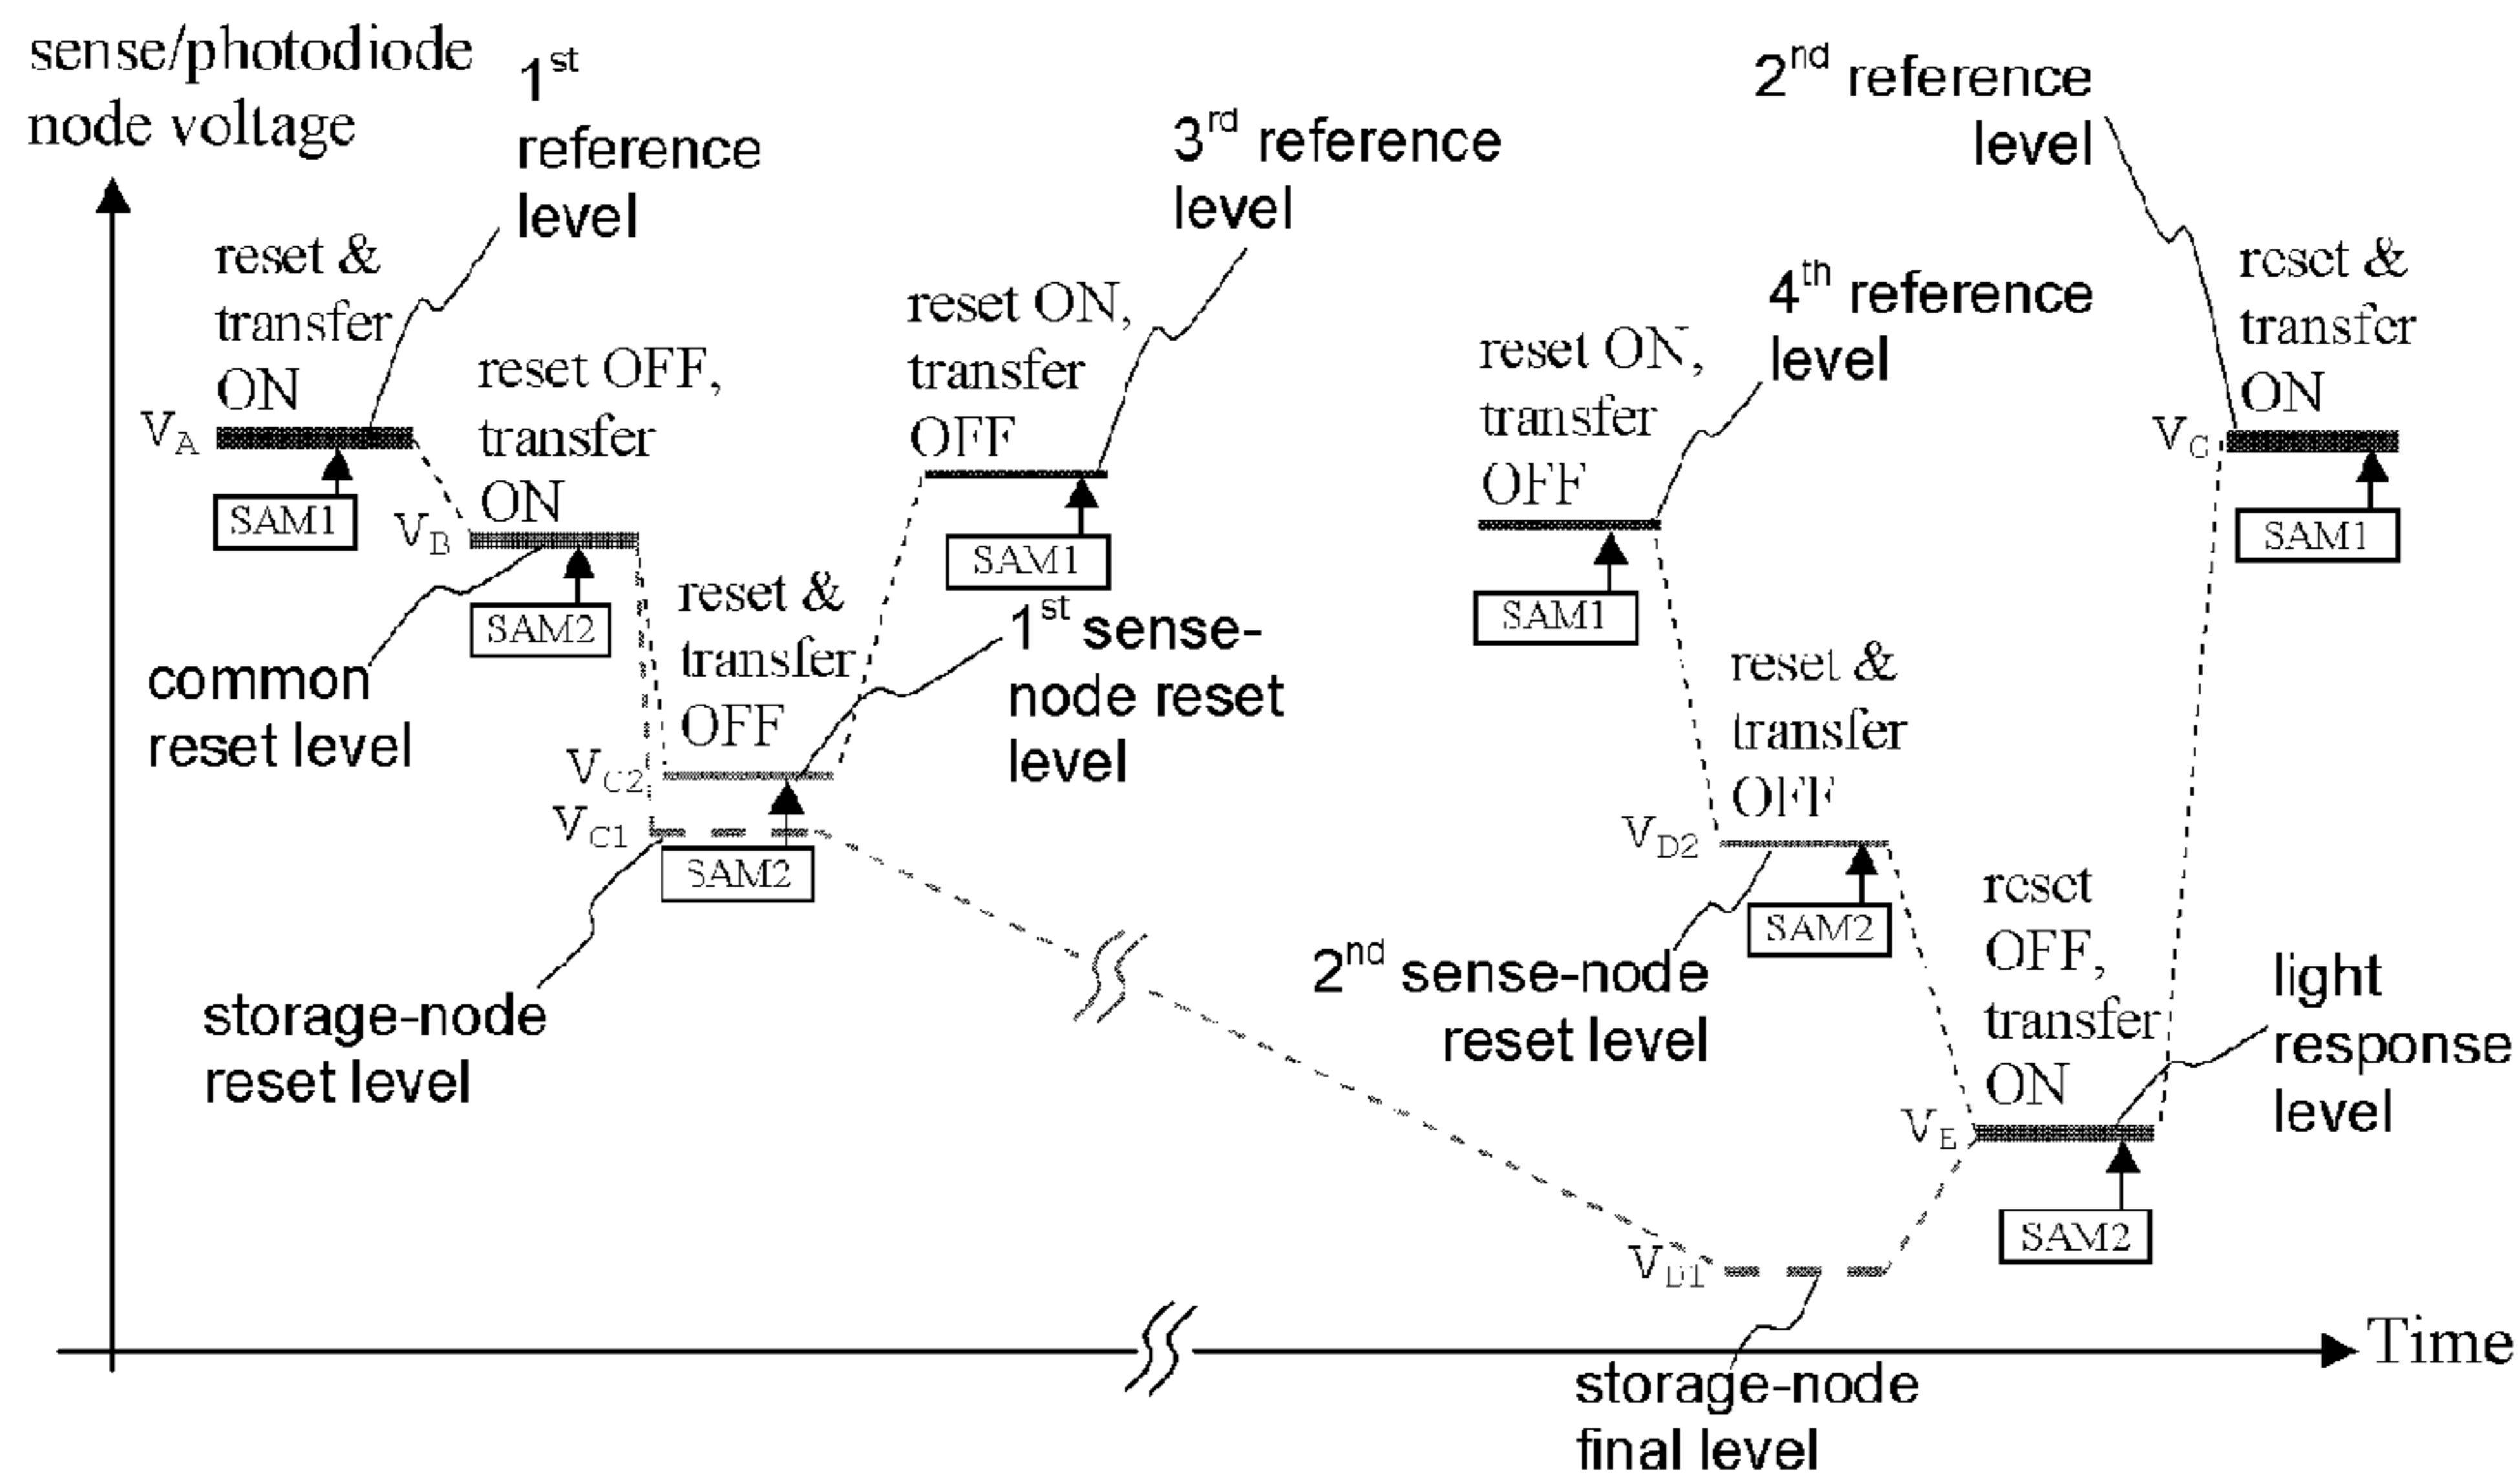 sense/photodiode
node voltage
1st
reference
level
reset &
transfer
ON
VA
SAM1
reset OFF,
transfer
ON
VB
SAM2
common
reset level
reset &
transfer
OFF
VC2
VC1
SAM2
storage-node
reset level
3rd reference
level
reset ON,
transfer
OFF
SAM1
1st sense-
node reset
level
2nd reference
level
4th reference
level
reset ON,
transfer
OFF
SAM1
reset &
transfer
OFF
VD2
SAM2
2nd sense-node
reset level
reset &
transfer
ON
VC
SAM1
reset
OFF,
transfer
ON
VE
SAM2
light
response
level
VD1
storage-node
final level
Time